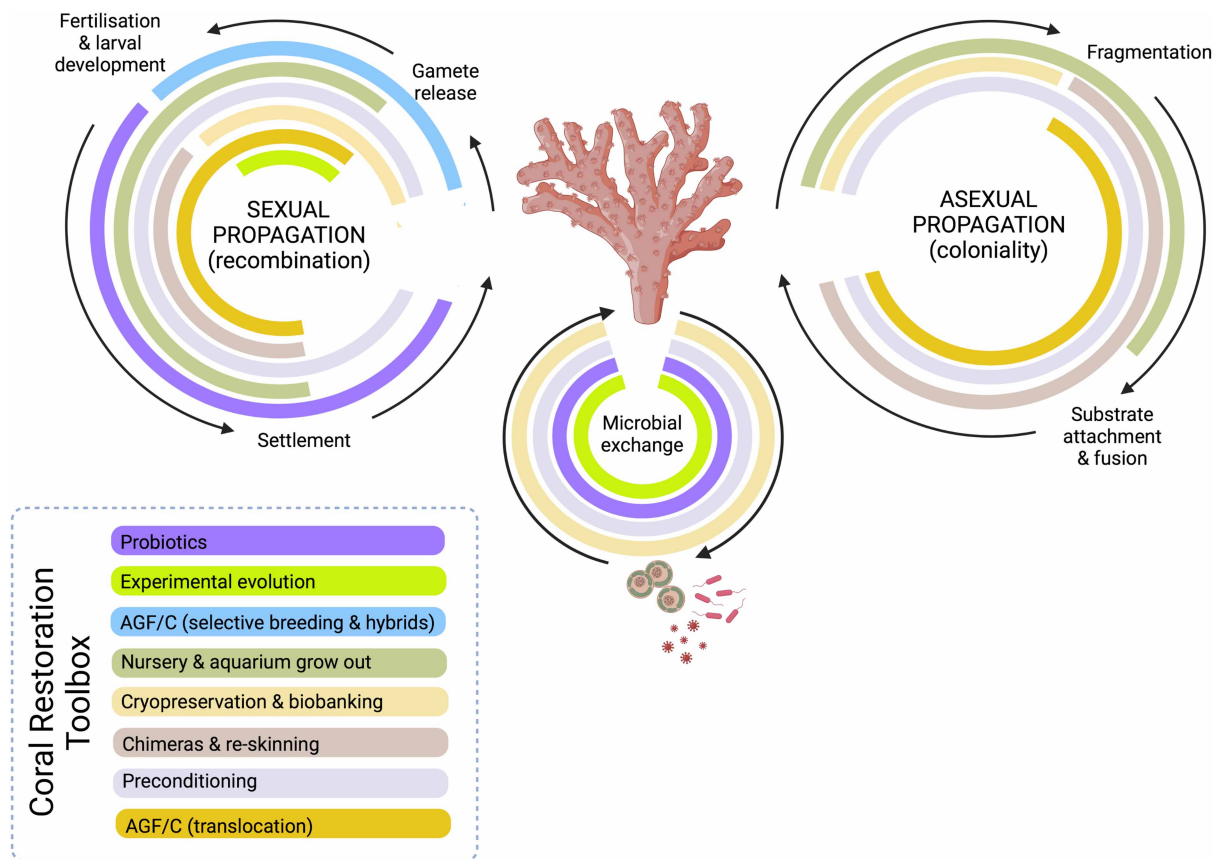 Fertilisation
& larval
development
Gamete
release
SEXUAL
PROPAGATION
(recombination)
Settlement
Fragmentation
ASEXUAL
PROPAGATION
(coloniality)
Substrate
attachment
& fusion
Microbial
exchange
Coral Restoration
Toolbox
Probiotics
Experimental evolution
AGF/C (selective breeding & hybrids)
Nursery & aquarium grow out
Cryopreservation & biobanking
Chimeras & re-skinning
Preconditioning
AGF/C (translocation)